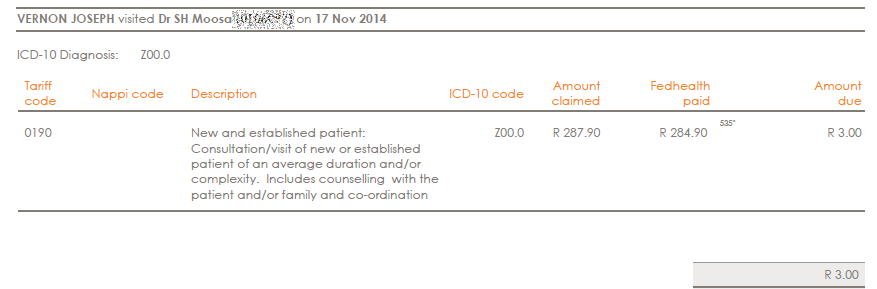 VERNON JOSEPH visited Dr SH Moosa on 17 Nov 2014
ICD-10 Diagnosis: Z00.0
Tariff code Nappi code Description ICD-10 code Amount claimed Fedhealth paid Amount due
0190 New and established patient: Z00.0 R 287.90 R 284.90 535* R 3.00
Consultation/visit of new or established
patient of an average duration and/or
complexity. Includes counselling with the
patient and/or family and co-ordination
R 3.00